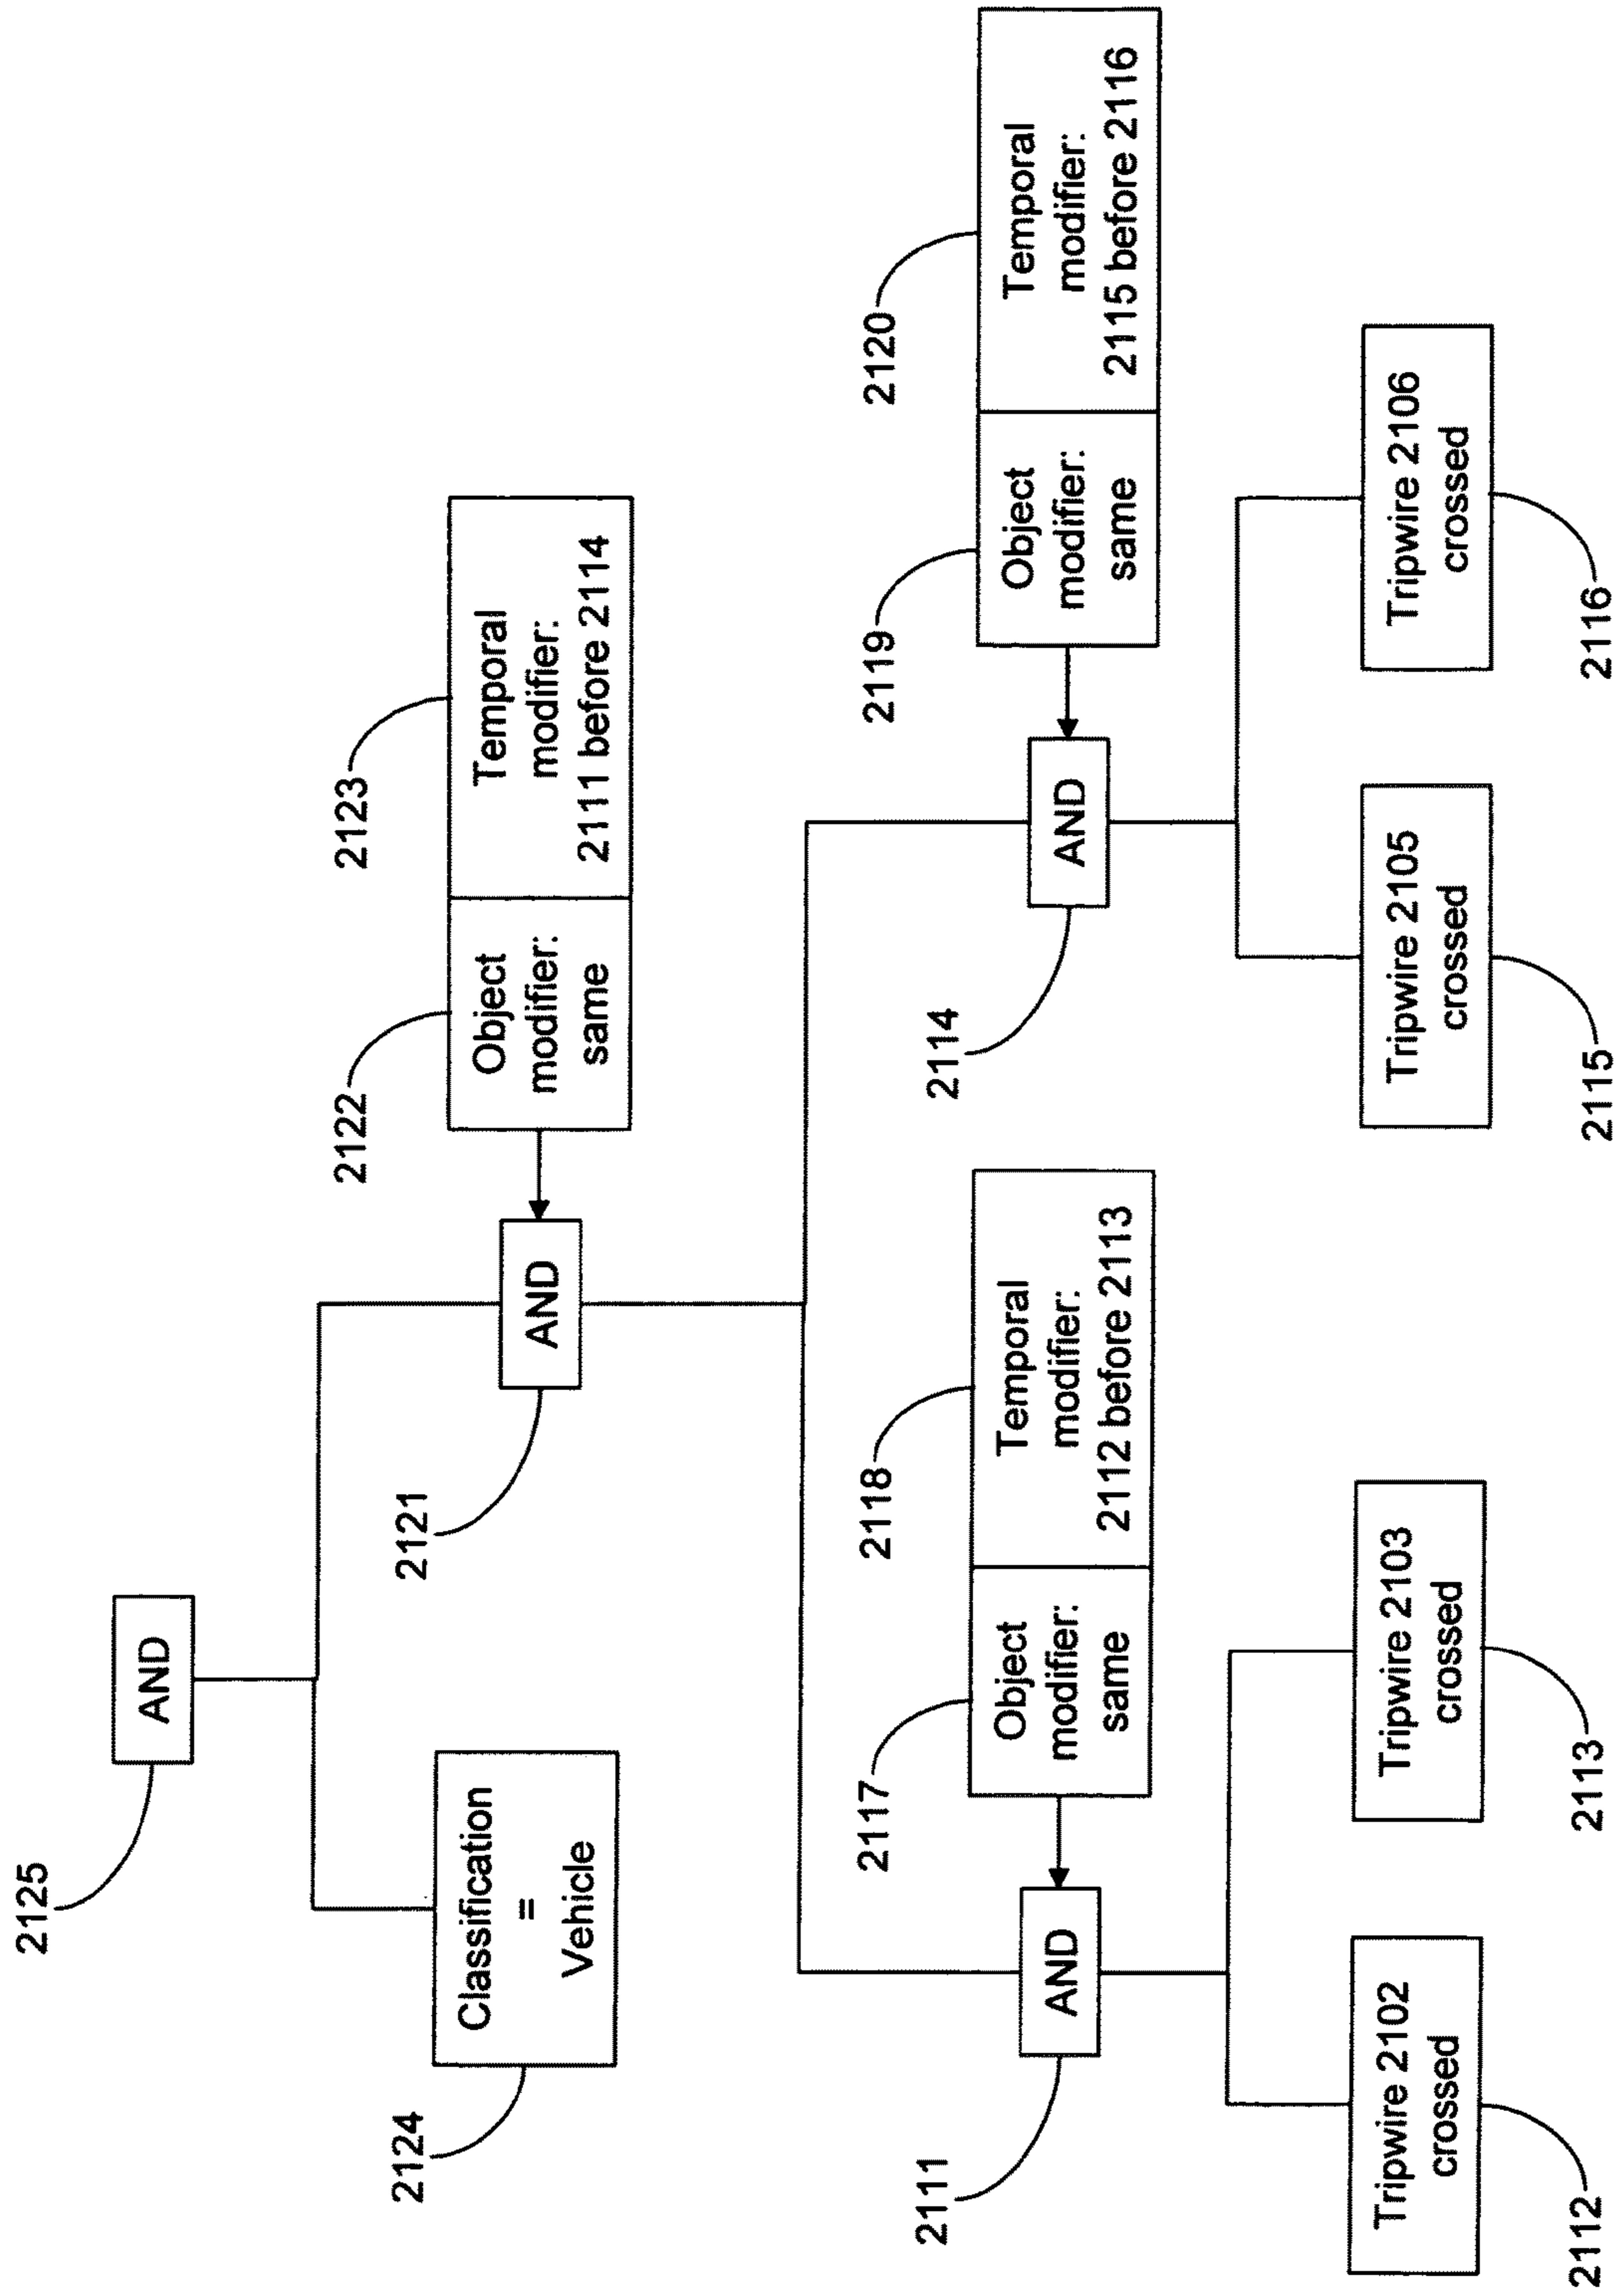 2125
AND
2124
Classification
=
Vehicle
2121
AND
2122
Object
modifier:
same
2123
Temporal
modifier:
2111 before 2114
2111
AND
2117
Object
modifier:
same
2118
Temporal
modifier:
2112 before 2113
2114
AND
2119
Object
modifier:
same
2120
Temporal
modifier:
2115 before 2116
Tripwire 2102
crossed
2112
Tripwire 2103
crossed
2113
Tripwire 2105
crossed
2115
Tripwire 2106
crossed
2116